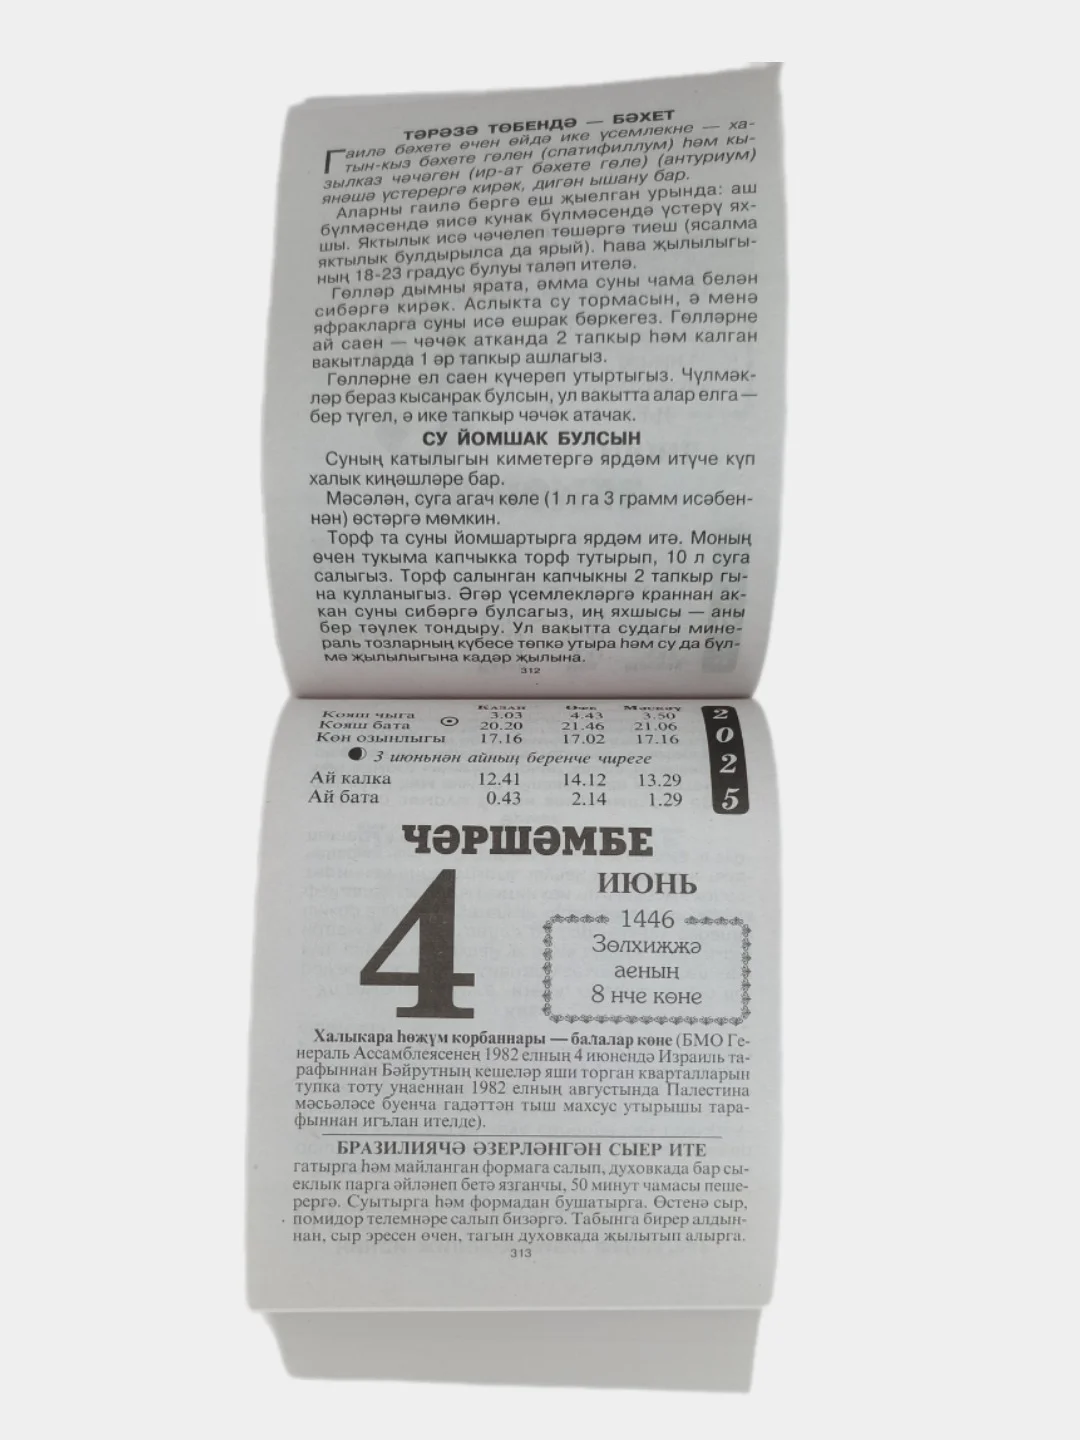 ТӘРӘЗӘ ТӨБЕНДӘ — БӘХЕТ
Гаилә бәхете өчен өйдә ике үсемлекне — ха-
тын-кыз бәхете гөлен (спатифиллум) һәм кы-
зылказ чәчәген (ир-ат бәхете гөле) (антуриум)
янәшә үстерергә кирәк, дигән ышану бар.
Аларны гаилә бергә еш җыелган урында: аш
бүлмәсендә яисә кунак бүлмәсендә үстерү ях-
шы. Яктылык исә чәчелеп төшәргә тиеш (ясалма
яктылык булдырылса да ярый). Һава җылылыгы-
ның 18-23 градус булуы таләп ителә.
Гөлләр дымны ярата, әмма суны чама белән
сибәргә кирәк. Аслыкта су тормасын, ә менә
яфракларга суны исә ешрак бөркегез. Гөлләрне
ай саен — чәчәк атканда 2 тапкыр һәм калган
вакытларда 1 әр тапкыр ашлагыз.
Гөлләрне ел саен күчереп утыртыгыз. Чүлмәк-
ләр бераз кысанрак булсын, ул вакытта алар елга —
бер түгел, ә ике тапкыр чәчәк атачак.
СУ ЙОМШАК БУЛСЫН
Суның катылыгын киметергә ярдәм итүче күп
халык киңәшләре бар.
Мәсәлән, суга агач көле (1 л га 3 грамм исәбен-
нән) өстәргә мөмкин.
Торф та суны йомшартырга ярдәм итә. Моның
өчен тукыма капчыкка торф тутырып, 10 л суга
салыгыз. Торф салынган капчыкны 2 тапкыр гы-
на кулланыгыз. Әгәр үсемлекләргә краннан ак-
кан суны сибәргә булсагыз, иң яхшысы — аны
бер тәүлек тондыру. Ул вакытта судагы мине-
раль тозларның күбесе төпкә утыра һәм су да бүл-
мә җылылыгына кадәр җылына.
312
Казан Өфе Мәскәү
Кояш чыга 3.03 4.43 3.50
Кояш бата 20.20 21.46 21.06
Көн озынлыгы 17.16 17.02 17.16
3 июньнән айның беренче чиреге
Ай калка 12.41 14.12 13.29
Ай бата 0.43 2.14 1.29
2025
ЧӘРШӘМБЕ
4
ИЮНЬ
1446
Зөлхиҗҗә
аеның
8 нче көне
Халыкара һөҗүм корбаннары — балалар көне (БМО Ге-
нераль Ассамблеясенең 1982 елның 4 июнендә Израиль та-
рафыннан Бәйрутның кешеләр яши торган кварталларын
тупка тоту уңаеннан 1982 елның августында Палестина
мәсьәләсе буенча гадәттән тыш махсус утырышы тара-
фыннан игълан ителде).
БРАЗИЛИЯЧӘ ӘЗЕРЛӘНГӘН СЫЕР ИТЕ
гатырга һәм майланган формага салып, духовкада бар сы-
еклык парга әйләнеп бетә язганчы, 50 минут чамасы пеше-
рергә. Суытырга һәм формадан бушатырга. Өстенә сыр,
помидор телемнәре салып бизәргә. Табынга бирер алдын-
нан, сыр эресен өчен, тагын духовкада җылытып алырга.
313